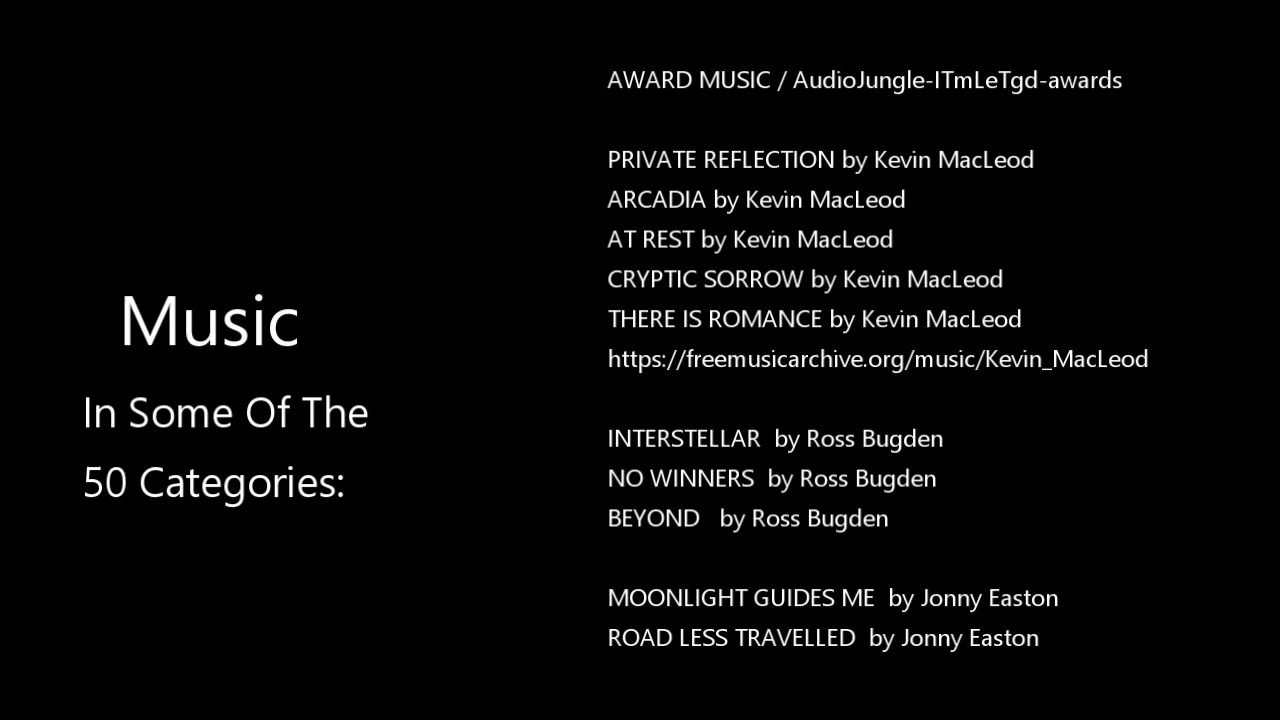 Music
In Some Of The
50 Categories:
AWARD MUSIC / AudioJungle-ITmLeTgd-awards
PRIVATE REFLECTION by Kevin MacLeod
ARCADIA by Kevin MacLeod
AT REST by Kevin MacLeod
CRYPTIC SORROW by Kevin MacLeod
THERE IS ROMANCE by Kevin MacLeod
https://freemusicarchive.org/music/Kevin_MacLeod
INTERSTELLAR  by Ross Bugden
NO WINNERS  by Ross Bugden
BEYOND   by Ross Bugden
MOONLIGHT GUIDES ME  by Jonny Easton
ROAD LESS TRAVELLED  by Jonny Easton